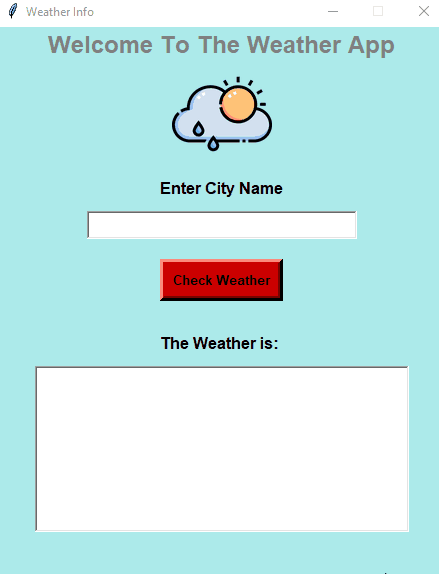 Weather Info
Welcome To The Weather App
Enter City Name
Check Weather
The Weather is: